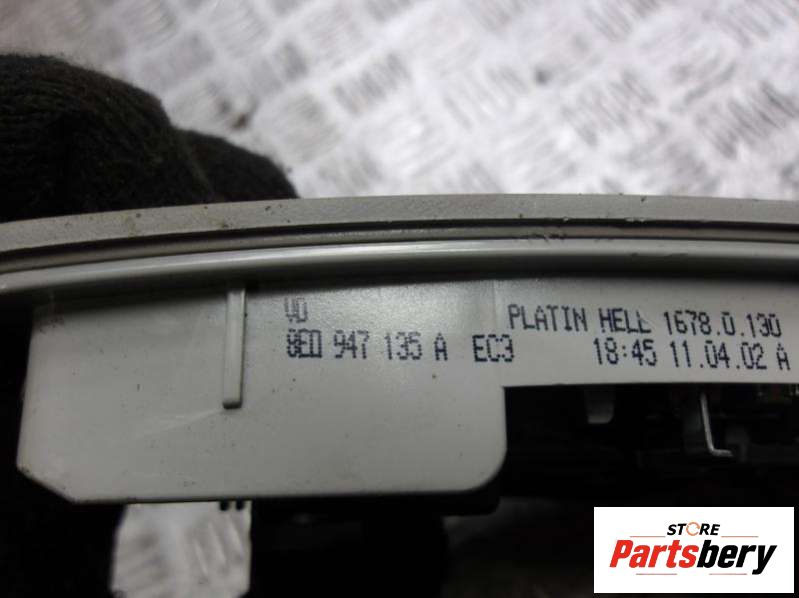 VD
8E0 947 135 A EC3
PLATIN HELL 1678.0.130
18:45 11.04.02 A
STORE
Partsbery